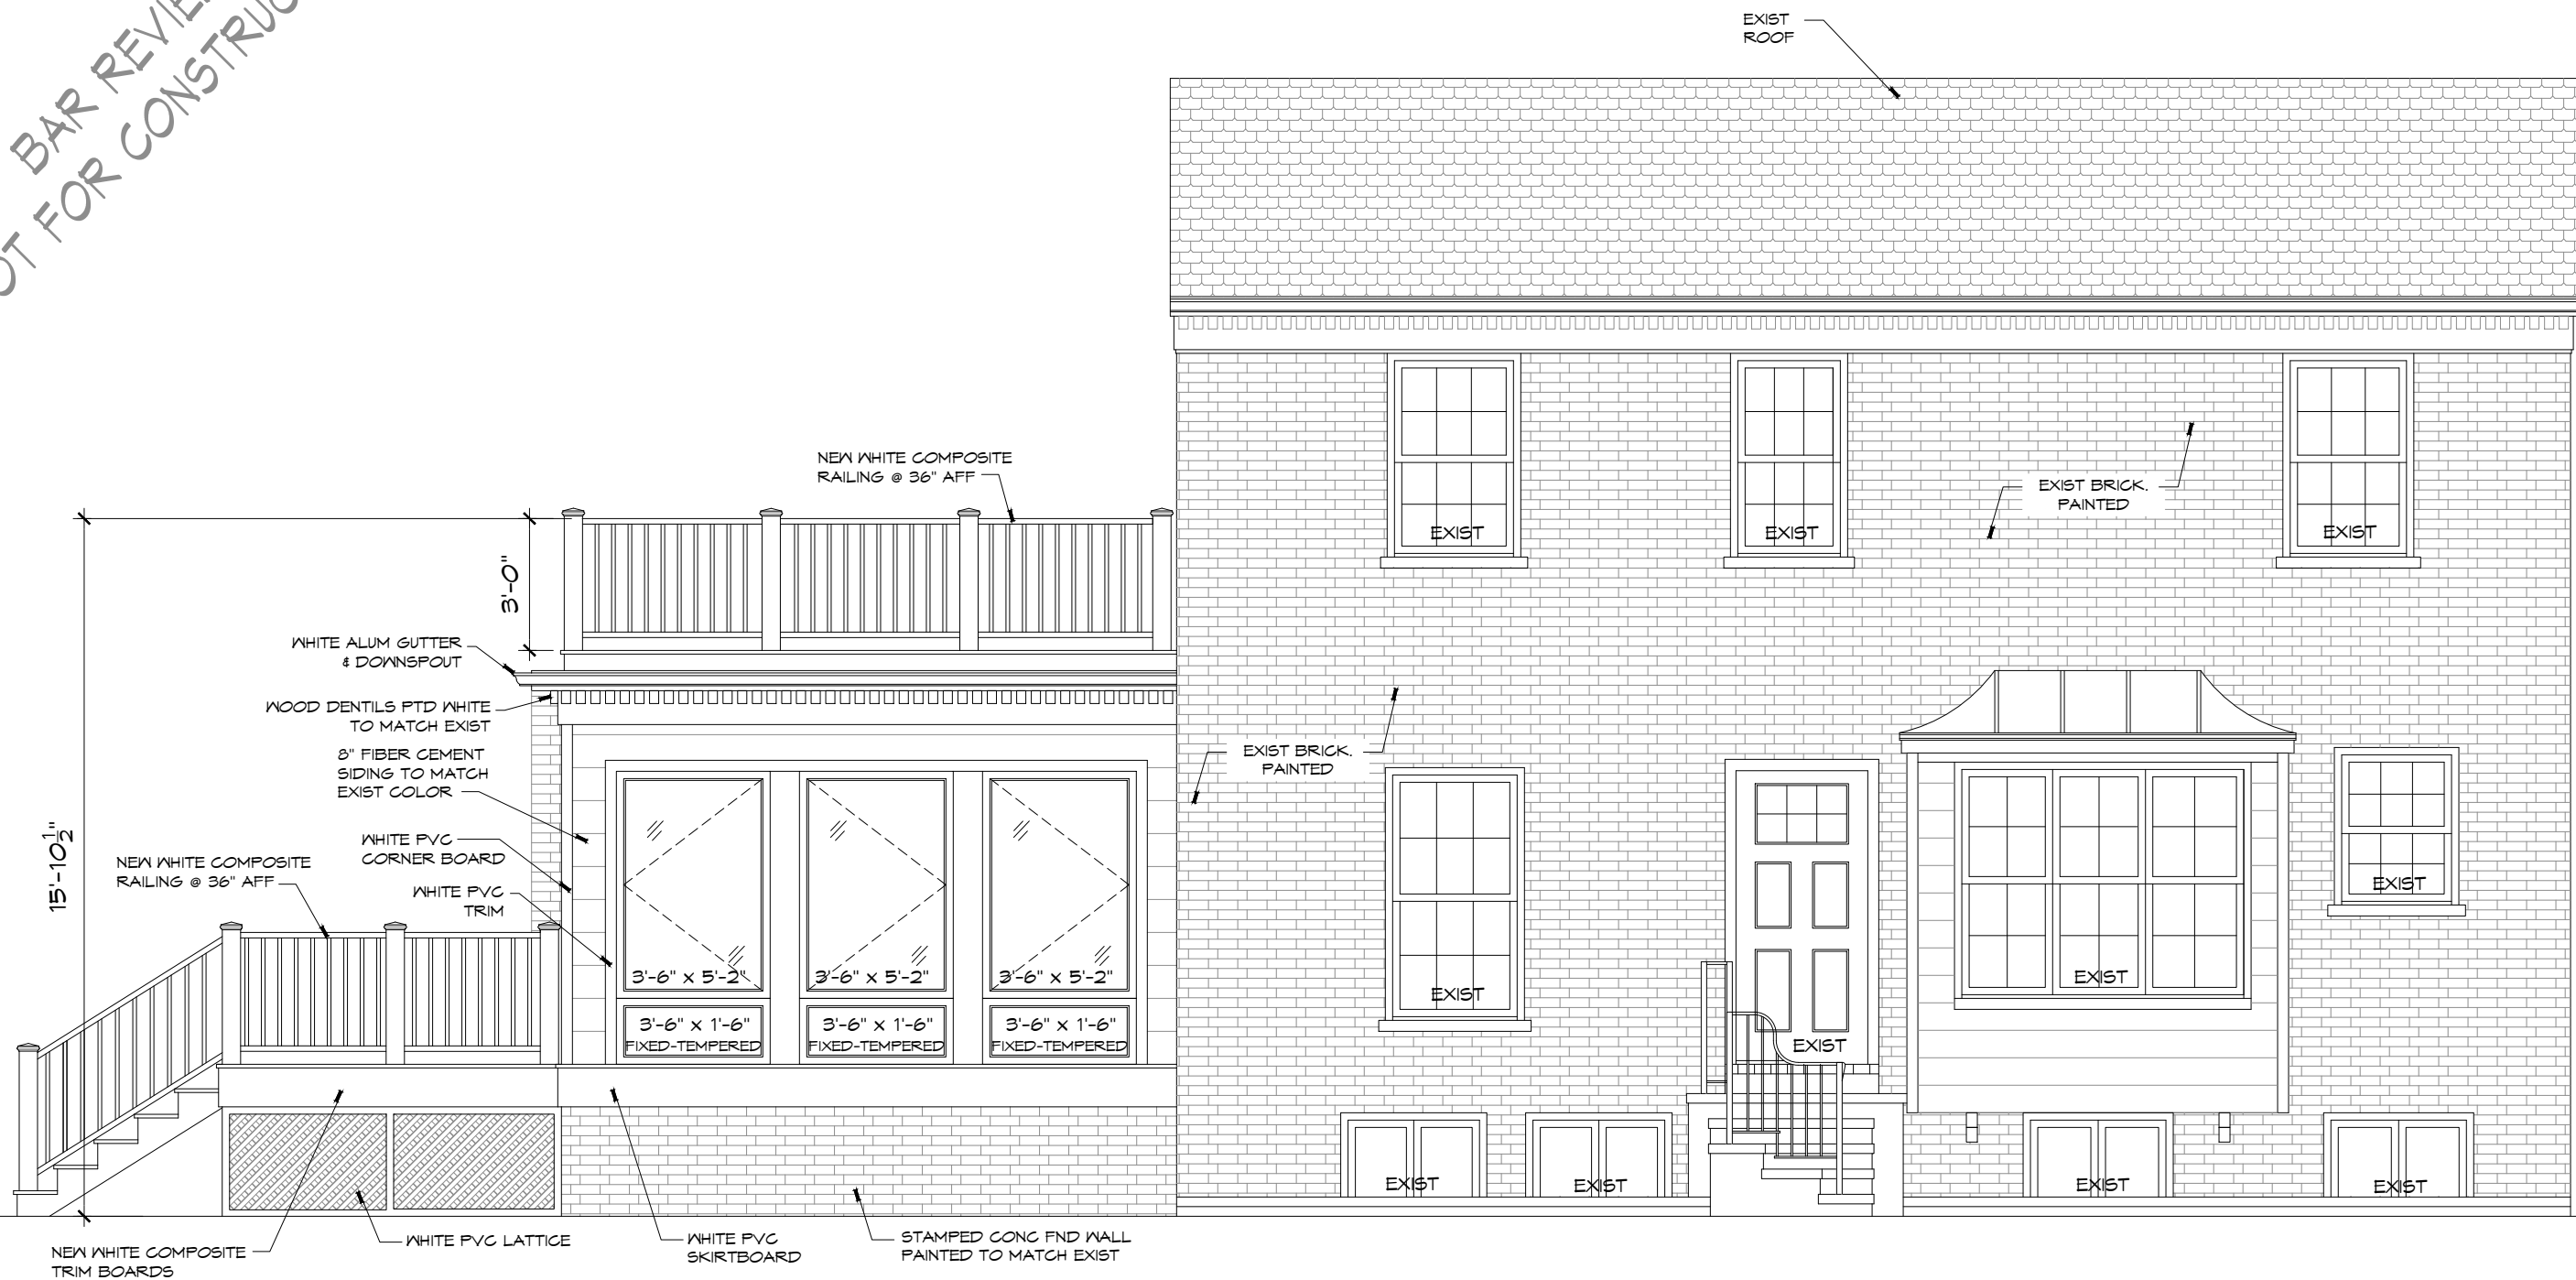 BAR REVIE
OT FOR CONSTRUC
EXIST
ROOF
NEW WHITE COMPOSITE
RAILING @ 36" AFF
EXIST
EXIST
EXIST
EXIST BRICK.
PAINTED
3'-0"
WHITE ALUM GUTTER
& DOWNSPOUT
WOOD DENTILS PTD WHITE
TO MATCH EXIST
8" FIBER CEMENT
SIDING TO MATCH
EXIST COLOR
EXIST BRICK.
PAINTED
15'-10 1/2"
WHITE PVC
CORNER BOARD
NEW WHITE COMPOSITE
RAILING @ 36" AFF
WHITE PVC
TRIM
EXIST
3'-6" x 5'-2"
3'-6" x 5'-2"
3'-6" x 5'-2"
EXIST
EXIST
3'-6" x 1'-6"
FIXED-TEMPERED
3'-6" x 1'-6"
FIXED-TEMPERED
3'-6" x 1'-6"
FIXED-TEMPERED
EXIST
EXIST
EXIST
EXIST
EXIST
NEW WHITE COMPOSITE
TRIM BOARDS
WHITE PVC LATTICE
WHITE PVC
SKIRTBOARD
STAMPED CONC FND WALL
PAINTED TO MATCH EXIST